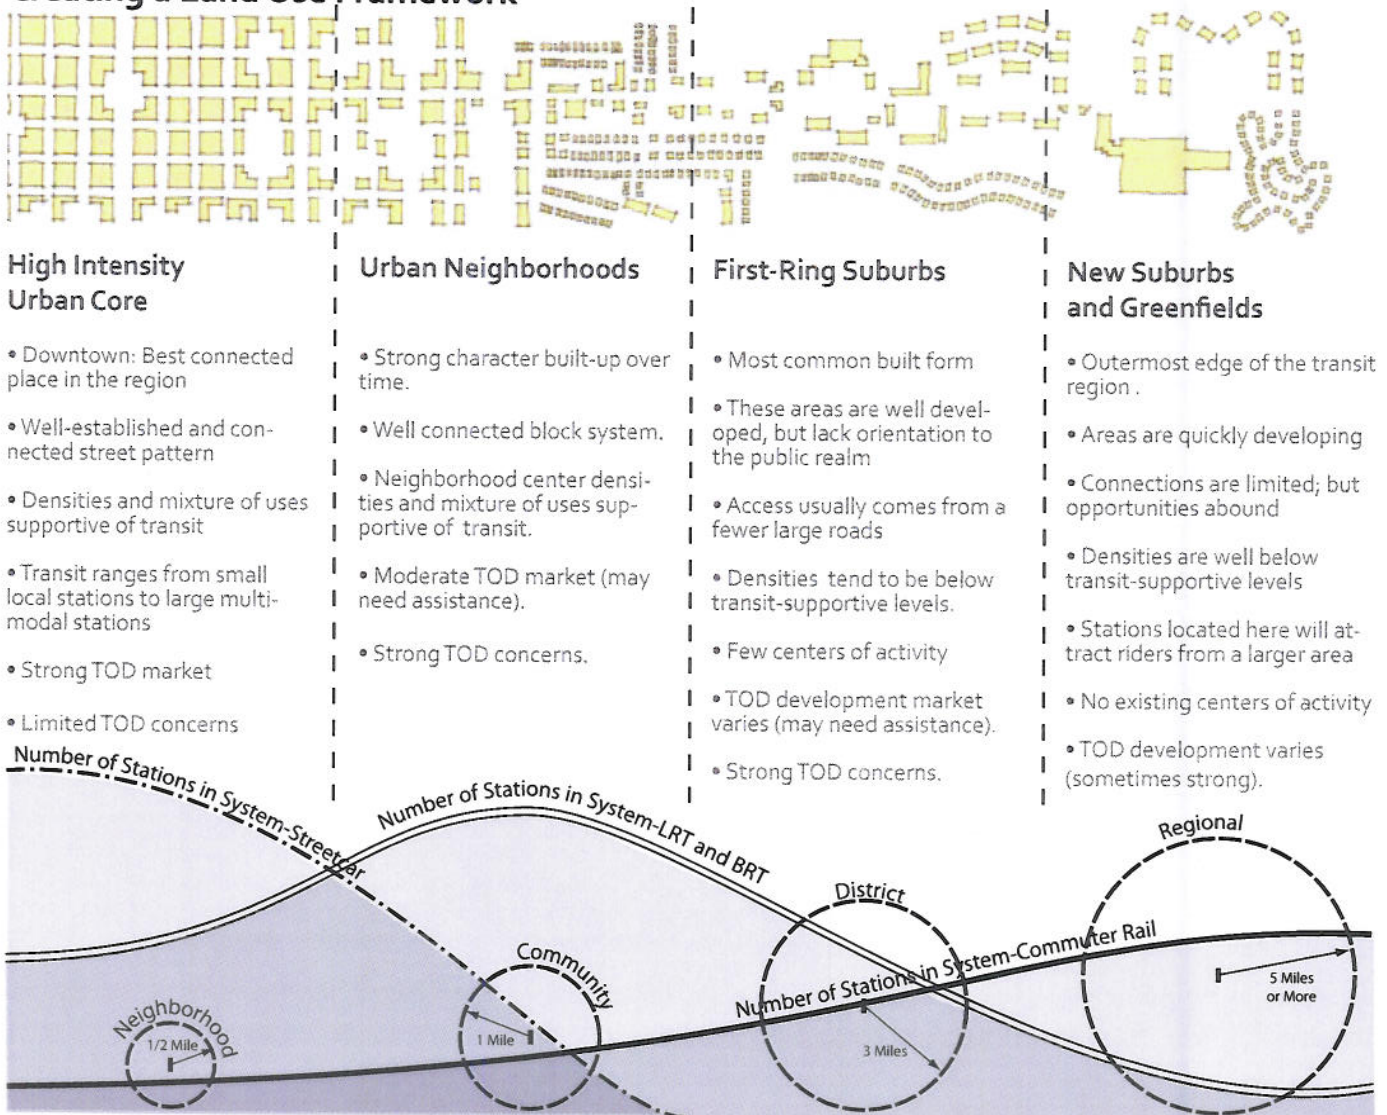 Creating a Land Use Framework
High Intensity
Urban Core
• Downtown: Best connected
place in the region
• Well-established and con-
nected street pattern
• Densities and mixture of uses
supportive of transit
• Transit ranges from small
local stations to large multi-
modal stations
• Strong TOD market
• Limited TOD concerns
Urban Neighborhoods
• Strong character built-up over
time.
• Well connected block system.
• Neighborhood center densi-
ties and mixture of uses sup-
portive of transit.
• Moderate TOD market (may
need assistance).
• Strong TOD concerns.
First-Ring Suburbs
• Most common built form
• These areas are well devel-
oped, but lack orientation to
the public realm
• Access usually comes from a
fewer large roads
• Densities tend to be below
transit-supportive levels.
• Few centers of activity
• TOD development market
varies (may need assistance).
• Strong TOD concerns.
New Suburbs
and Greenfields
• Outermost edge of the transit
region .
• Areas are quickly developing
• Connections are limited; but
opportunities abound
• Densities are well below
transit-supportive levels
• Stations located here will at-
tract riders from a larger area
• No existing centers of activity
• TOD development varies
(sometimes strong).
Number of Stations in System-Streetcar
Number of Stations in System-LRT and BRT
Number of Stations in System-Commuter Rail
Neighborhood
1/2 Mile
Community
1 Mile
District
3 Miles
Regional
5 Miles
or More